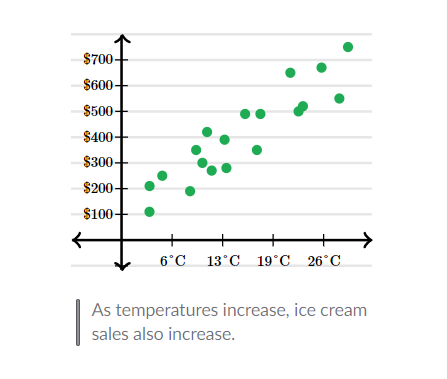 $700
$600
$500
$400
$300
$200
$100
6°C 13°C 19°C 26°C
As temperatures increase, ice cream
sales also increase.